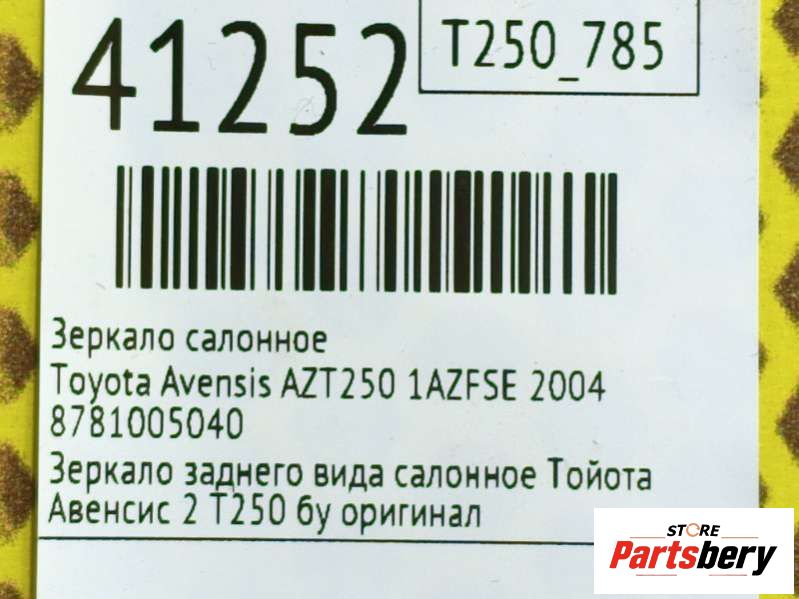 41252
T250_785
Зеркало салонное
Toyota Avensis AZT250 1AZFSE 2004
8781005040
Зеркало заднего вида салонное Тойота
Авенсис 2 T250 бу оригинал
STORE
Partsbery